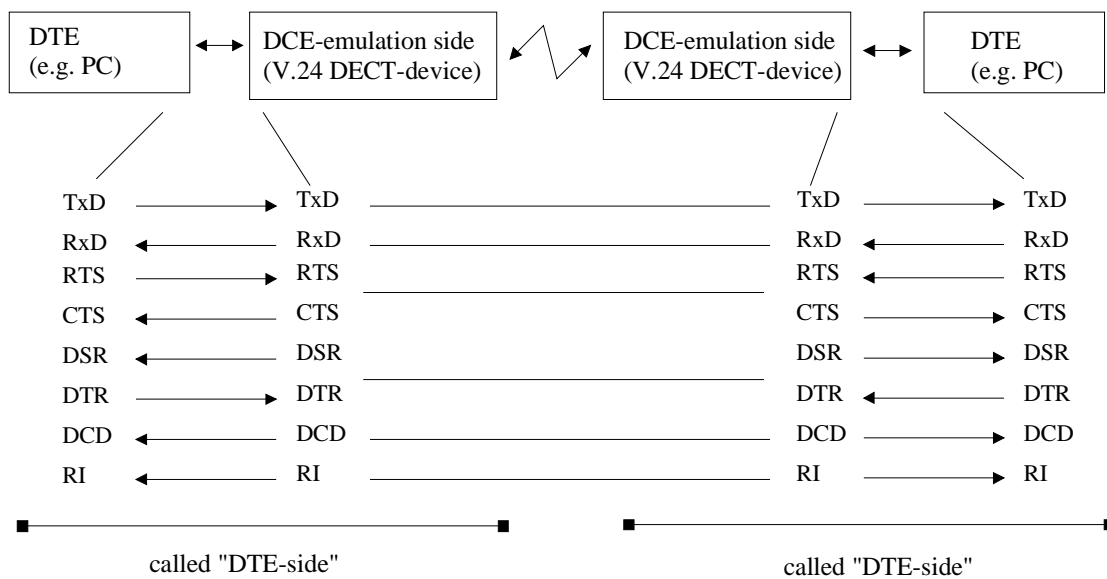 DTE
(e.g. PC)
DCE-emulation side
(V.24 DECT-device)
DCE-emulation side
(V.24 DECT-device)
DTE
(e.g. PC)
TxD TxD TxD TxD
RxD RxD RxD RxD
RTS RTS RTS RTS
CTS CTS CTS CTS
DSR DSR DSR DSR
DTR DTR DTR DTR
DCD DCD DCD DCD
RI RI RI RI
called "DTE-side" called "DTE-side"